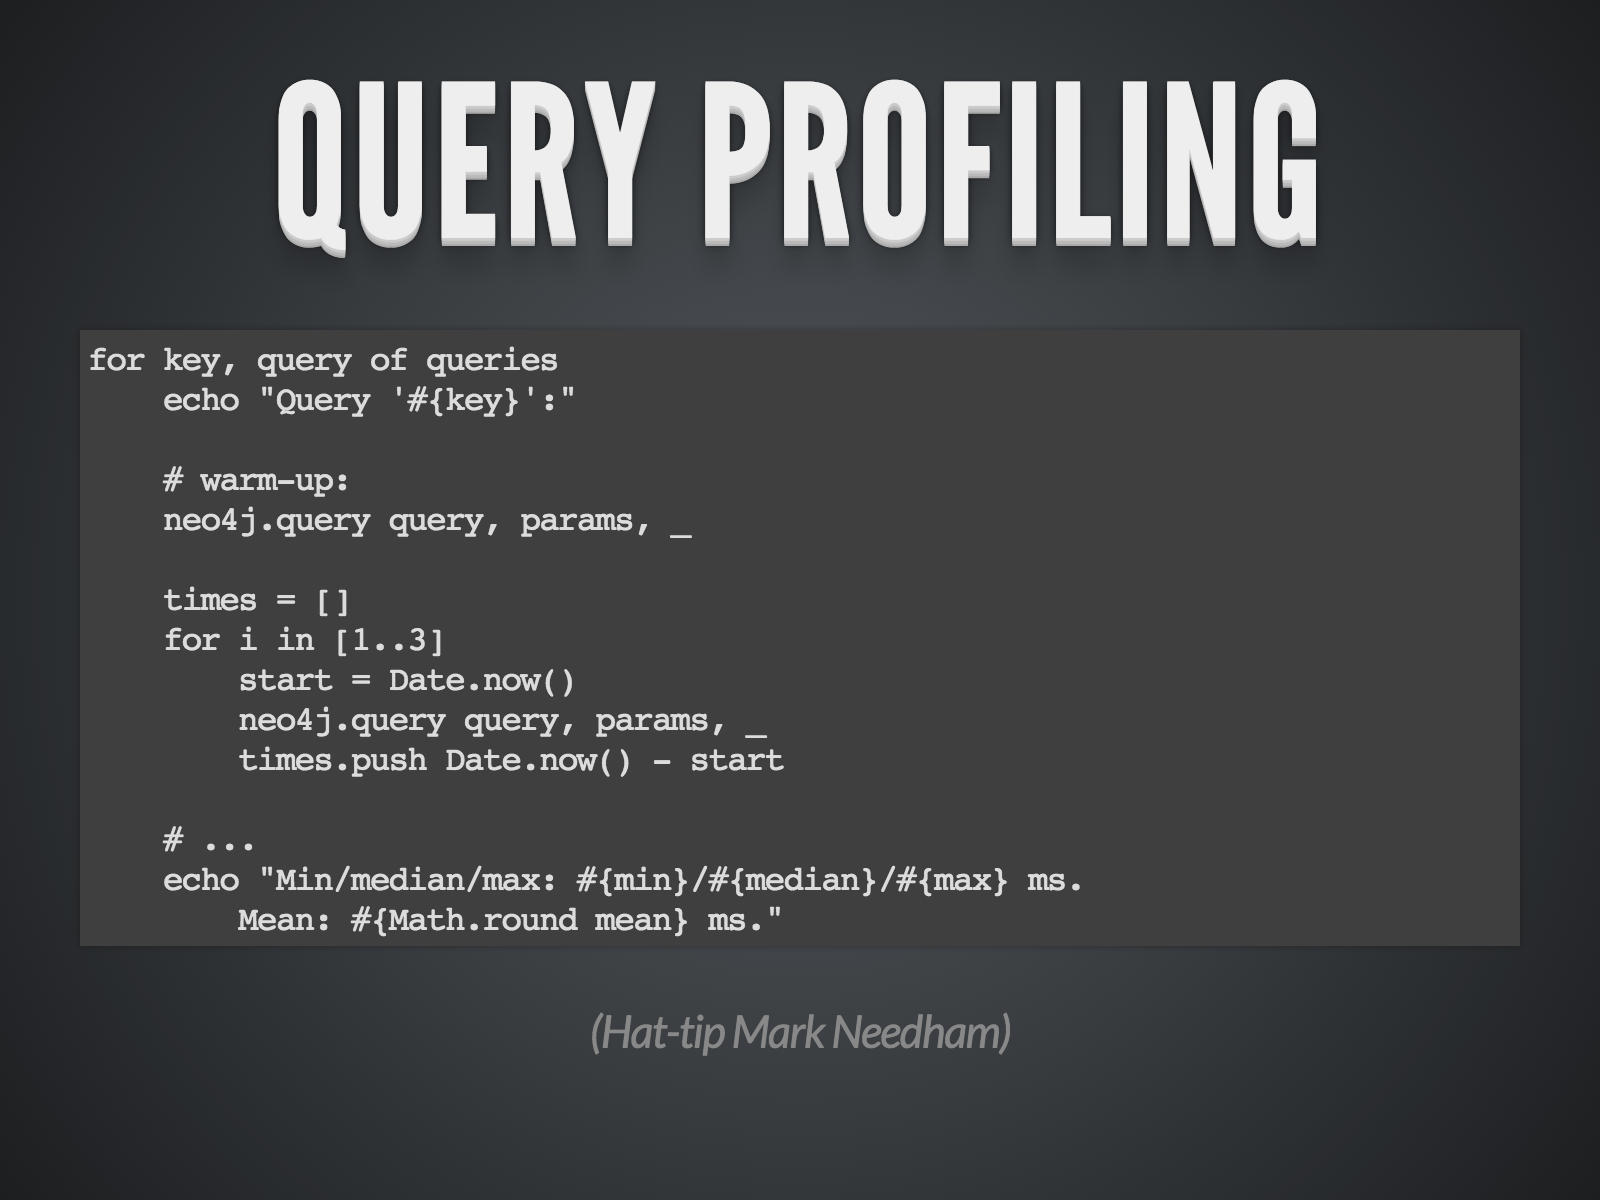 QUERY PROFILING
for key, query of queries
    echo "Query '#{key}':"

    # warm-up:
    neo4j.query query, params, _

    times = []
    for i in [1..3]
        start = Date.now()
        neo4j.query query, params, _
        times.push Date.now() - start

    # ...
    echo "Min/median/max: #{min}/#{median}/#{max} ms.
        Mean: #{Math.round mean} ms."
(Hat-tip Mark Needham)